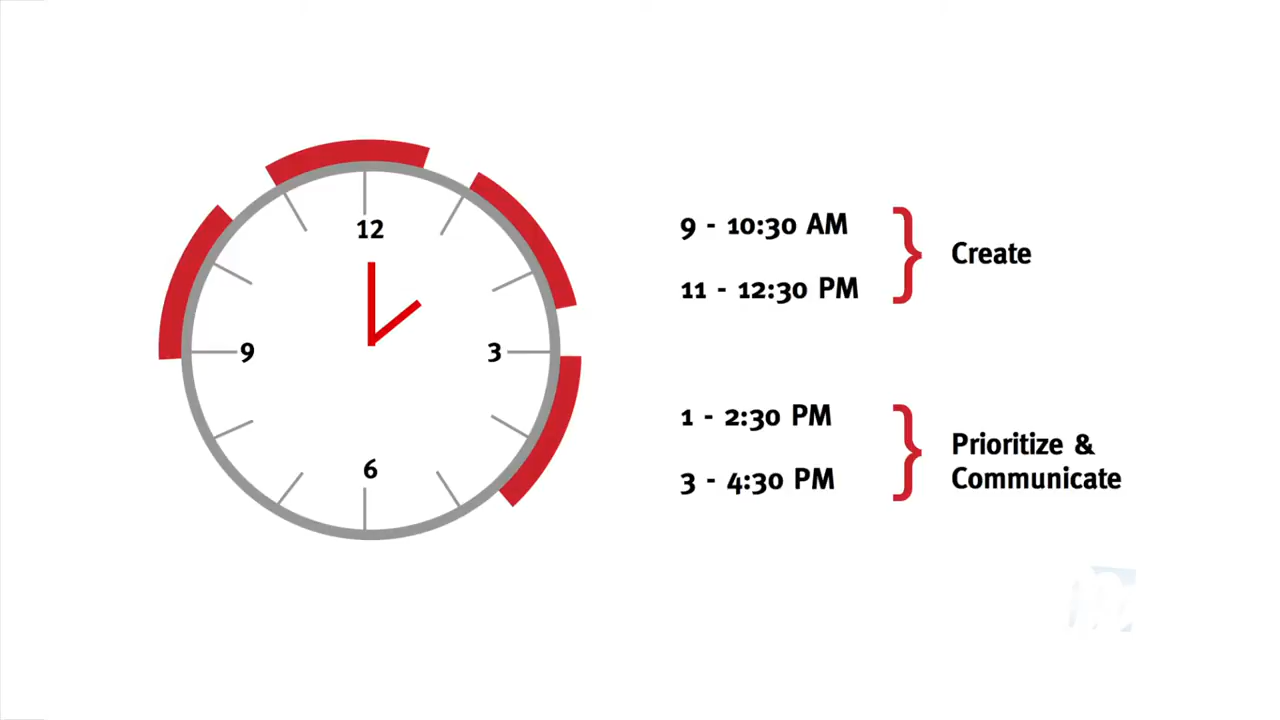 12
9
3
6
9 - 10:30 AM
11 - 12:30 PM
Create
1 - 2:30 PM
3 - 4:30 PM
Prioritize &
Communicate